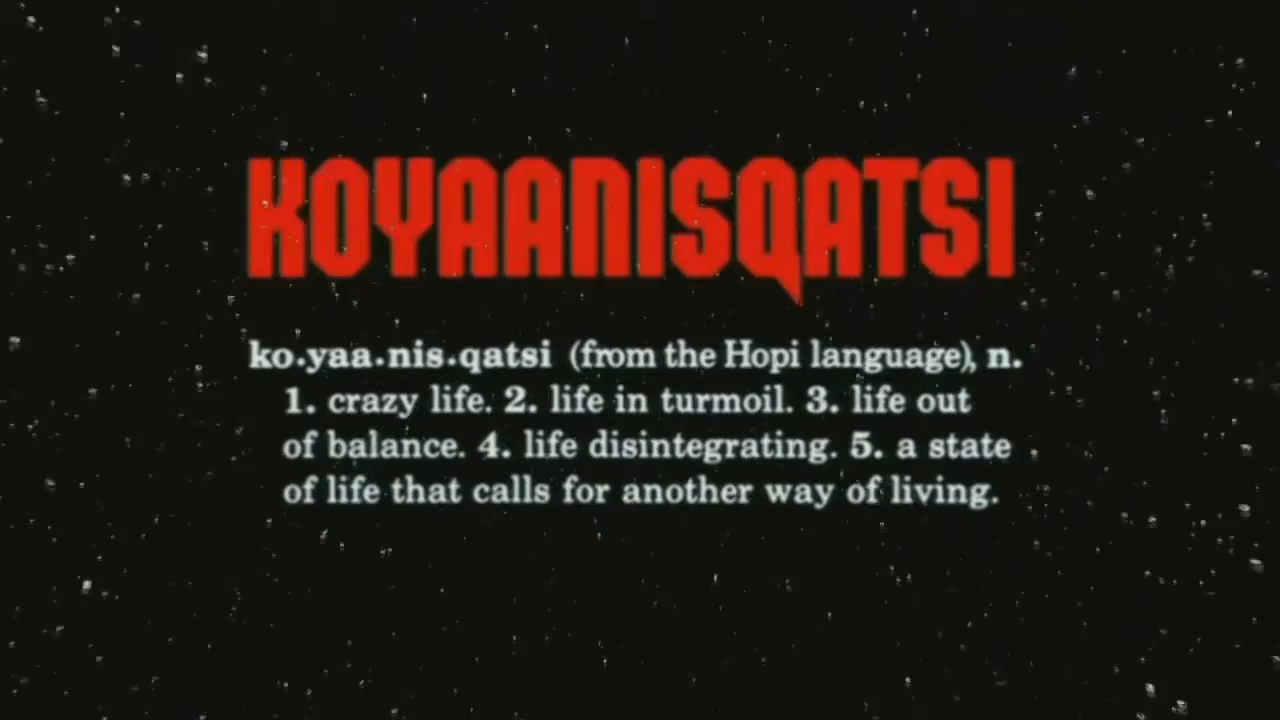 KOYAANISQATSI
ko.yaa.nis.qatsi (from the Hopi language), n.
1. crazy life. 2. life in turmoil. 3. life out
of balance. 4. life disintegrating. 5. a state
of life that calls for another way of living.